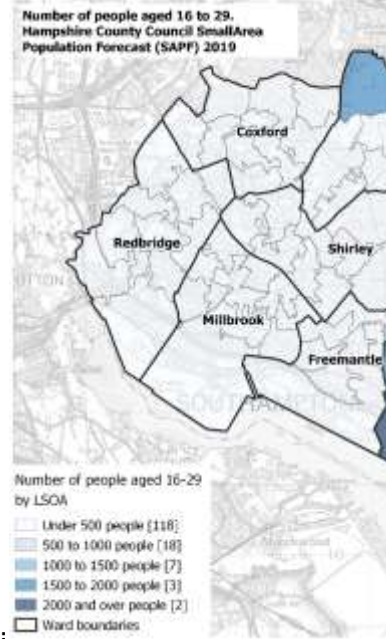 Number of people aged 16 to 29.
Hampshire County Council SmallArea
Population Forecast (SAPF) 2019
Coxford
Redbridge
Shirley
Millbrook
Freemantle
SOUTHAMPTON
Number of people aged 16-29
by LSOA
Under 500 people [118]
500 to 1000 people [18]
1000 to 1500 people [7]
1500 to 2000 people [3]
2000 and over people [2]
Ward boundaries